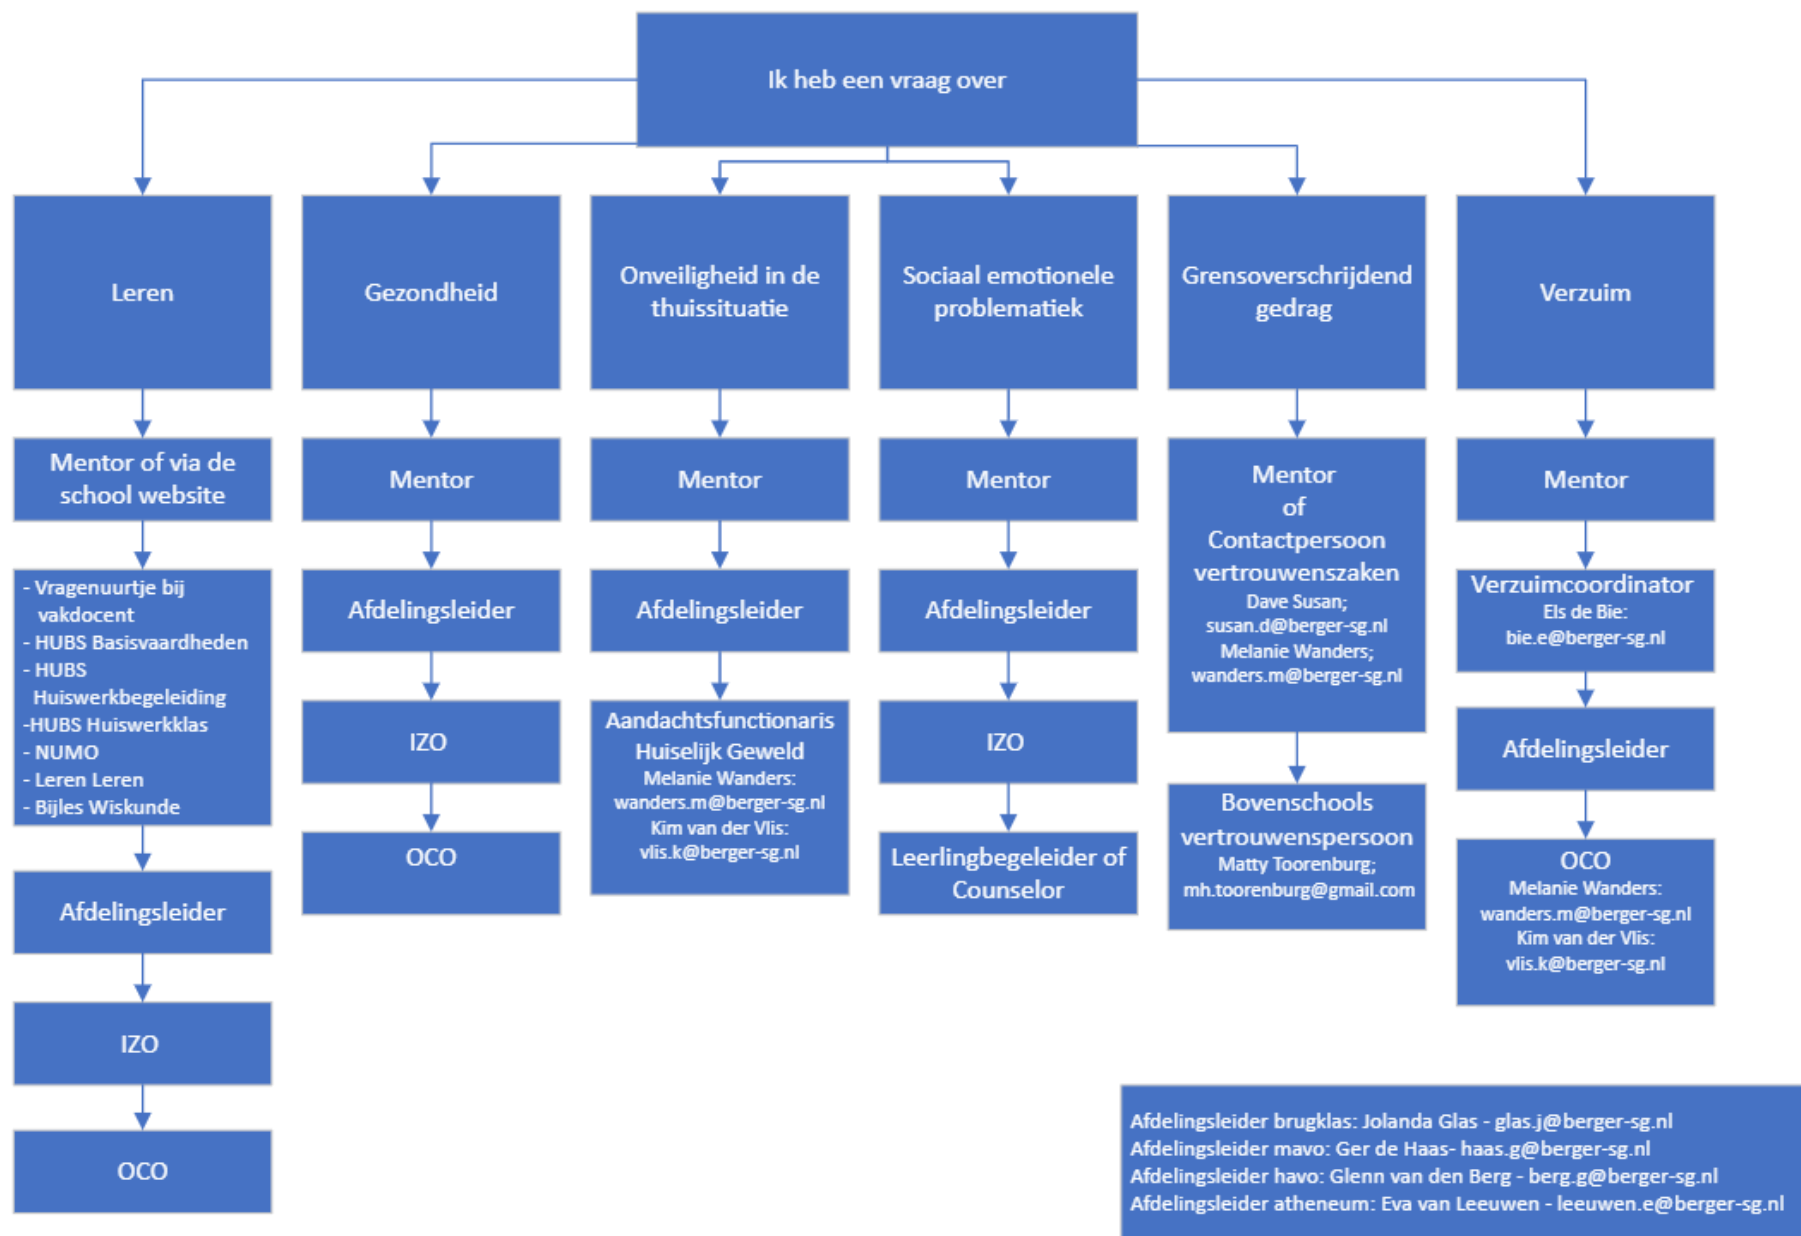 Ik heb een vraag over
Leren
Mentor of via de
school website
- Vragenuurtje bij
vakdocent
- HUBS Basisvaardheden
- HUBS
Huiswerkbegeleiding
-HUBS Huiswerkklas
- NUMO
- Leren Leren
- Bijles Wiskunde
Afdelingsleider
IZO
OCO
Gezondheid
Mentor
Afdelingsleider
IZO
OCO
Onveiligheid in de
thuissituatie
Mentor
Afdelingsleider
Aandachtsfunctionaris
Huiselijk Geweld
Melanie Wanders:
wanders.m@berger-sg.nl
Kim van der Vlis:
vlis.k@berger-sg.nl
Sociaal emotionele
problematiek
Mentor
Afdelingsleider
IZO
Leerlingbegeleider of
Counselor
Grensoverschrijdend
gedrag
Mentor
of
Contactpersoon
vertrouwenszaken
Dave Susan;
susan.d@berger-sg.nl
Melanie Wanders;
wanders.m@berger-sg.nl
Bovenschools
vertrouwenspersoon
Matty Toorenburg;
mh.toorenburg@gmail.com
Verzuim
Mentor
Verzuimcoordinator
Els de Bie:
bie.e@berger-sg.nl
Afdelingsleider
OCO
Melanie Wanders:
wanders.m@berger-sg.nl
Kim van der Vlis:
vlis.k@berger-sg.nl
Afdelingsleider brugklas: Jolanda Glas - glas.j@berger-sg.nl
Afdelingsleider mavo: Ger de Haas- haas.g@berger-sg.nl
Afdelingsleider havo: Glenn van den Berg - berg.g@berger-sg.nl
Afdelingsleider atheneum: Eva van Leeuwen - leeuwen.e@berger-sg.nl